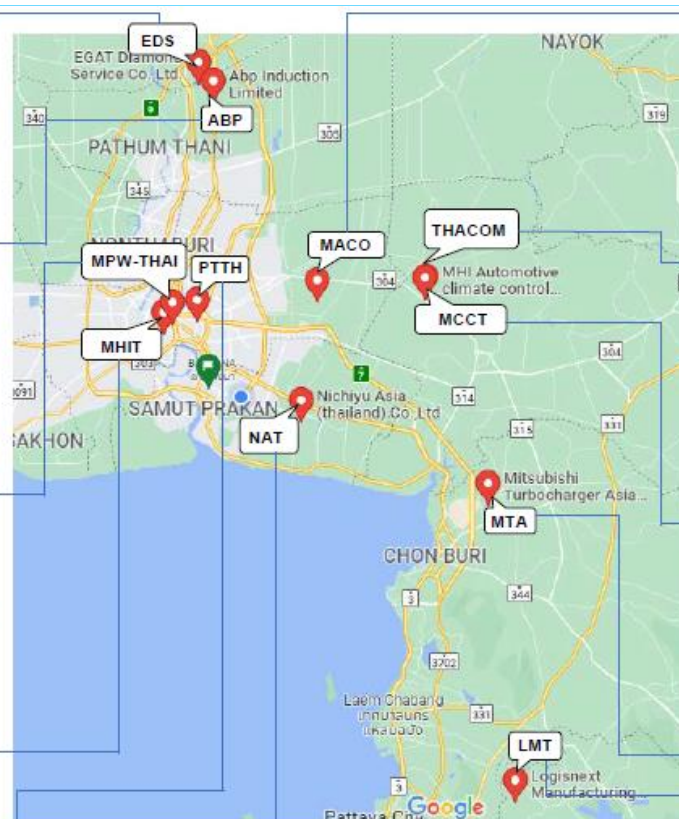 NAYOK
EDS
EGAT Diamond
Service Co. Ltd
Abp Induction
Limited
ABP
6
340
305
319
PATHUM THANI
345
NONTHABURI
MPW-THAI
PTTH
MACO
THACOM
304
MHI Automotive
climate control...
MCCT
MHIT
303
304
7
9091
SAMUT PRAKAN
Nichiyu Asia
(thailand) Co. Ltd
314
SAKHON
NAT
315
331
Mitsubishi
Turbocharger Asia...
MTA
CHON BURI
3
344
3702
Laem Chabang
331
LMT
Logisnext
Manufacturing...
3
Google
Pattaya City